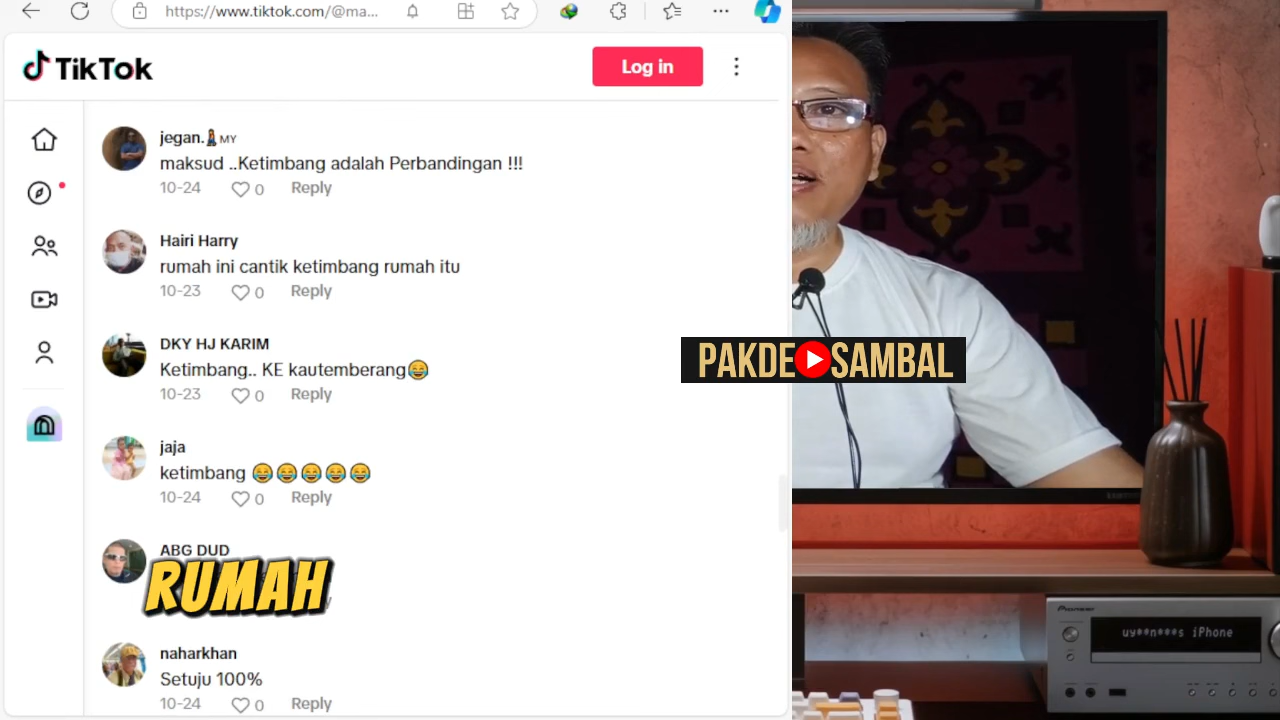 https://www.tiktok.com/@ma...
TikTok
Log in
jegan. MY
maksud ..Ketimbang adalah Perbandingan !!!
10-24 0 Reply
Hairi Harry
rumah ini cantik ketimbang rumah itu
10-23 0 Reply
DKY HJ KARIM
Ketimbang.. KE kautemberang😂
10-23 0 Reply
jaja
ketimbang 😂😂😂😂😂
10-24 0 Reply
ABG DUD
RUMAH
naharkhan
Setuju 100%
10-24 0 Reply
PAKDE SAMBAL
Pioneer
uy**n***s iPhone